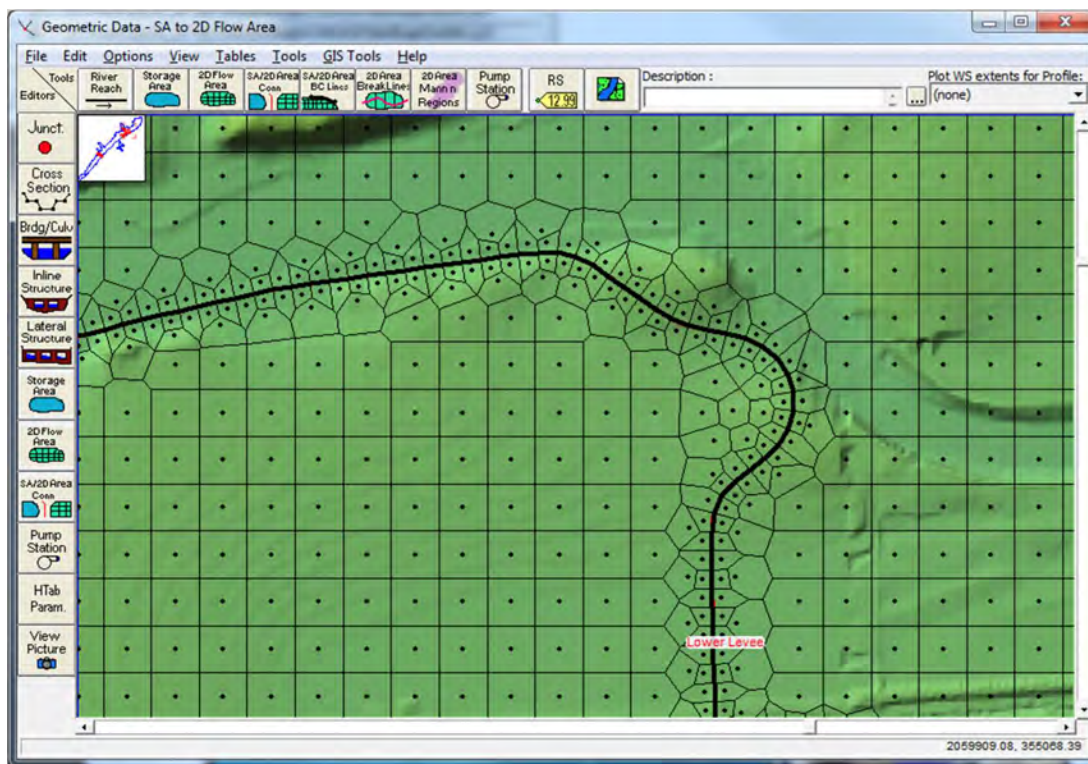 Geometric Data - SA to 2D Flow Area
File Edit Options View Tables Tools GIS Tools Help
Tools
Editors
River
Reach
Storage
Area
2D Flow
Area
SA/2D Area
Conn
SA/2D Area
BC Lines
2D Area
BreakLines
2D Area
Mann n
Regions
Pump
Station
RS
12.99
Description :
...
Plot WS extents for Profile:
(none)
Junct.
Cross
Section
Brdg/Culv
Inline
Structure
Lateral
Structure
Storage
Area
2D Flow
Area
SA/2D Area
Conn
Pump
Station
HTab
Param.
View
Picture
Lower Levee
2059909.08, 355068.39